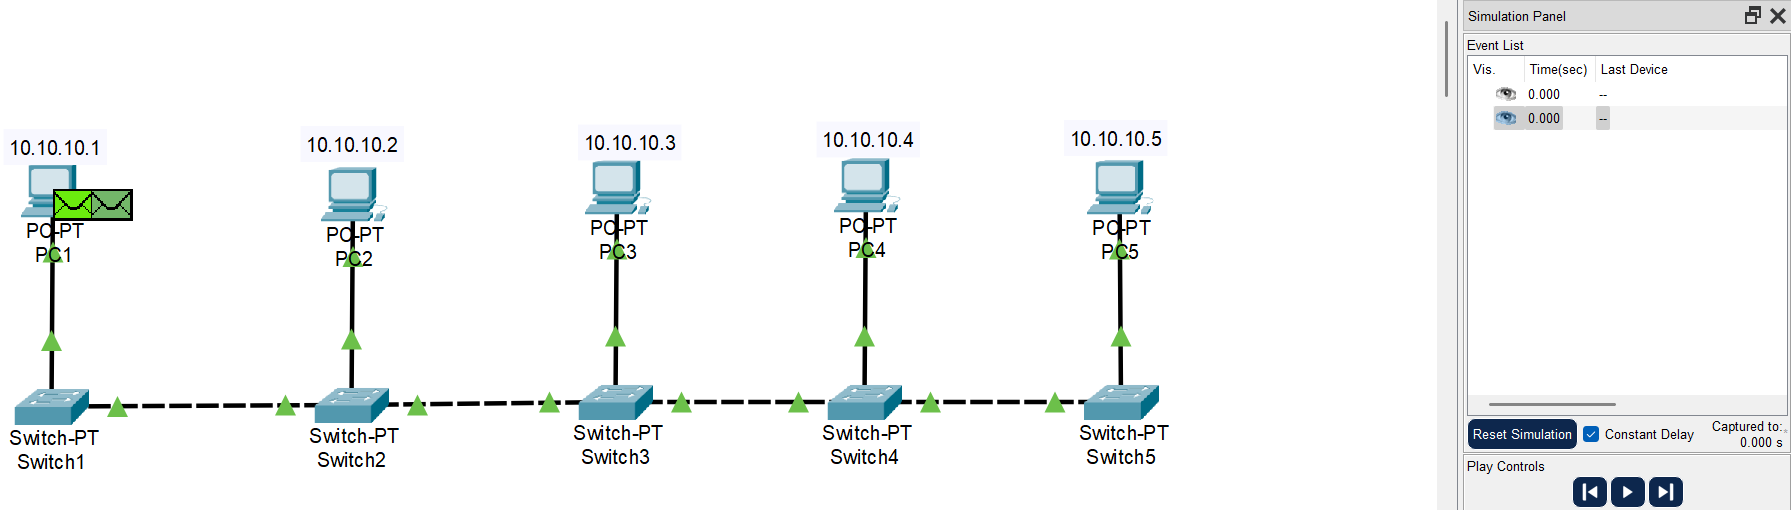 Simulation Panel
Event List
Vis. Time(sec) Last Device
0.000 --
0.000 --
10.10.10.1
10.10.10.2
10.10.10.3
10.10.10.4
10.10.10.5
PC-PT
PC1
PC-PT
PC2
PC-PT
PC3
PC-PT
PC4
PC-PT
PC5
Switch-PT
Switch1
Switch-PT
Switch2
Switch-PT
Switch3
Switch-PT
Switch4
Switch-PT
Switch5
Reset Simulation
Constant Delay
Captured to:
0.000 s
Play Controls